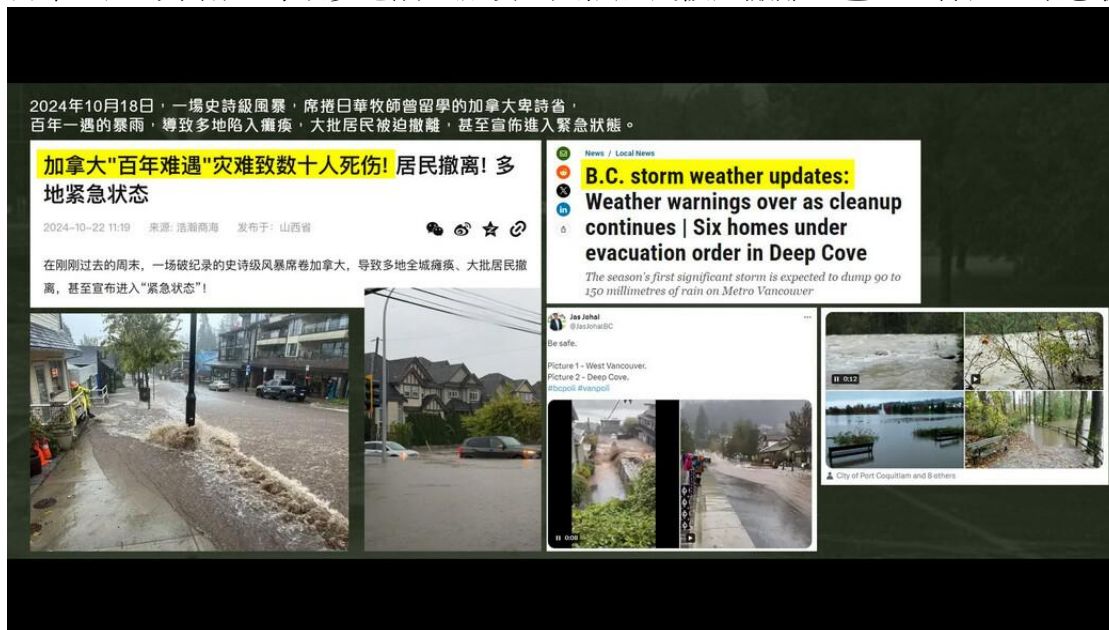 2024年10月18日，一場史詩級風暴，席捲日華牧師曾留學的加拿大卑詩省，
百年一遇的暴雨，導致多地陷入癱瘓，大批居民被迫撤離，甚至宣佈進入緊急狀態。
加拿大"百年难遇"灾难致数十人死伤! 居民撤离! 多
地紧急状态
2024-10-22 11:19 来源: 浩瀚商海 发布于: 山西省
在刚刚过去的周末，一场破纪录的史诗级风暴席卷加拿大，导致多地全城瘫痪、大批居民撤
离，甚至宣布进入“紧急状态”！
News / Local News
B.C. storm weather updates:
Weather warnings over as cleanup
continues | Six homes under
evacuation order in Deep Cove
The season's first significant storm is expected to dump 90 to
150 millimetres of rain on Metro Vancouver
Jas Johal
@JasJohalBC
Be safe.
Picture 1 - West Vancouver.
Picture 2 - Deep Cove.
#bcpoli #vanpoli
0:08
0:12
City of Port Coquitlam and 8 others